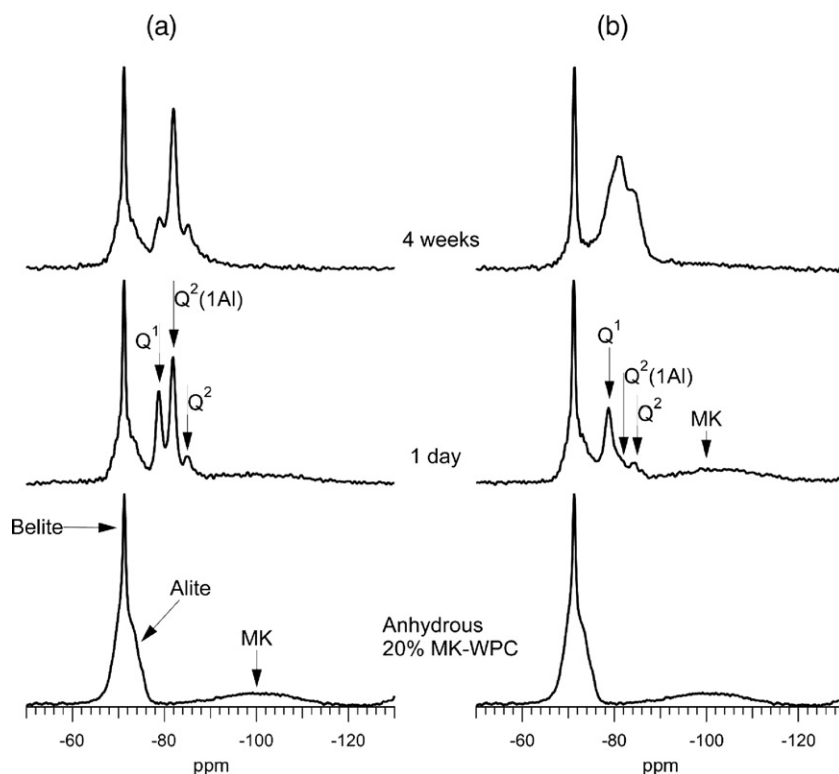 (a)
(b)
4 weeks
Q²(1Al)
Q¹
Q²
Q¹
Q²(1Al)
Q²
MK
1 day
Belite
Alite
MK
Anhydrous
20% MK-WPC
MK
-60 -80 -100 -120
ppm
-60 -80 -100 -120
ppm